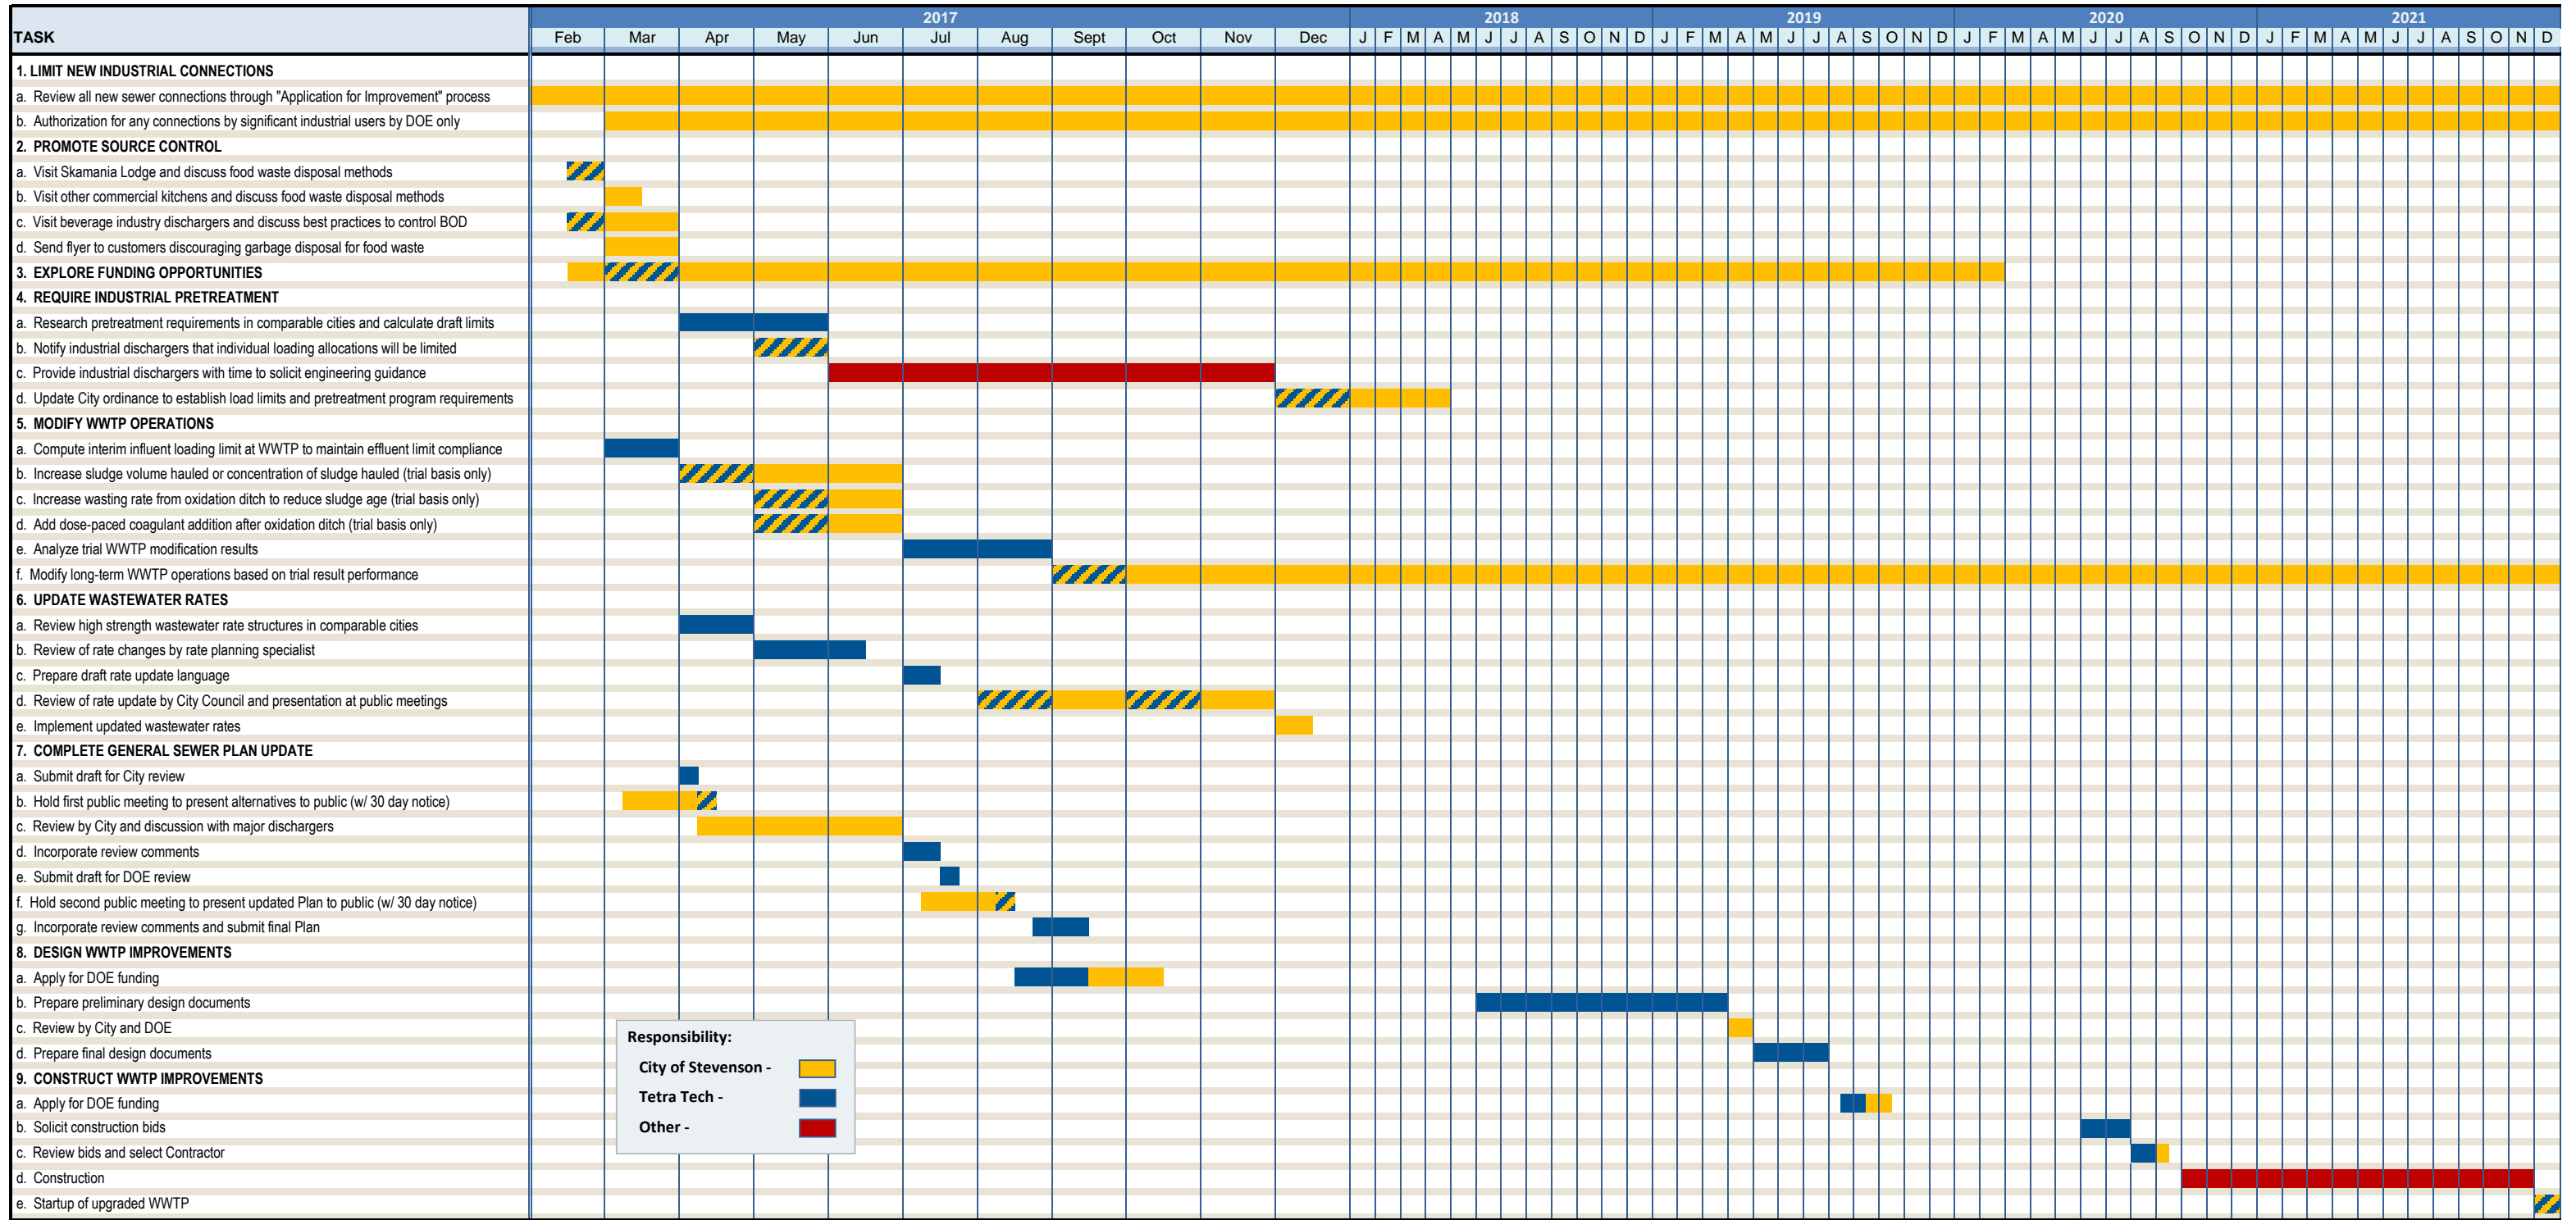 2017 2018 2019 2020 2021
TASK Feb Mar Apr May Jun Jul Aug Sept Oct Nov Dec J F M A M J J A S O N D J F M A M J J A S O N D J F M A M J J A S O N D J F M A M J J A S O N D
1. LIMIT NEW INDUSTRIAL CONNECTIONS
a. Review all new sewer connections through "Application for Improvement" process
b. Authorization for any connections by significant industrial users by DOE only
2. PROMOTE SOURCE CONTROL
a. Visit Skamania Lodge and discuss food waste disposal methods
b. Visit other commercial kitchens and discuss food waste disposal methods
c. Visit beverage industry dischargers and discuss best practices to control BOD
d. Send flyer to customers discouraging garbage disposal for food waste
3. EXPLORE FUNDING OPPORTUNITIES
4. REQUIRE INDUSTRIAL PRETREATMENT
a. Research pretreatment requirements in comparable cities and calculate draft limits
b. Notify industrial dischargers that individual loading allocations will be limited
c. Provide industrial dischargers with time to solicit engineering guidance
d. Update City ordinance to establish load limits and pretreatment program requirements
5. MODIFY WWTP OPERATIONS
a. Compute interim influent loading limit at WWTP to maintain effluent limit compliance
b. Increase sludge volume hauled or concentration of sludge hauled (trial basis only)
c. Increase wasting rate from oxidation ditch to reduce sludge age (trial basis only)
d. Add dose-paced coagulant addition after oxidation ditch (trial basis only)
e. Analyze trial WWTP modification results
f. Modify long-term WWTP operations based on trial result performance
6. UPDATE WASTEWATER RATES
a. Review high strength wastewater rate structures in comparable cities
b. Review of rate changes by rate planning specialist
c. Prepare draft rate update language
d. Review of rate update by City Council and presentation at public meetings
e. Implement updated wastewater rates
7. COMPLETE GENERAL SEWER PLAN UPDATE
a. Submit draft for City review
b. Hold first public meeting to present alternatives to public (w/ 30 day notice)
c. Review by City and discussion with major dischargers
d. Incorporate review comments
e. Submit draft for DOE review
f. Hold second public meeting to present updated Plan to public (w/ 30 day notice)
g. Incorporate review comments and submit final Plan
8. DESIGN WWTP IMPROVEMENTS
a. Apply for DOE funding
b. Prepare preliminary design documents
c. Review by City and DOE
d. Prepare final design documents
9. CONSTRUCT WWTP IMPROVEMENTS
a. Apply for DOE funding
b. Solicit construction bids
c. Review bids and select Contractor
d. Construction
e. Startup of upgraded WWTP
Responsibility:
City of Stevenson -
Tetra Tech -
Other -